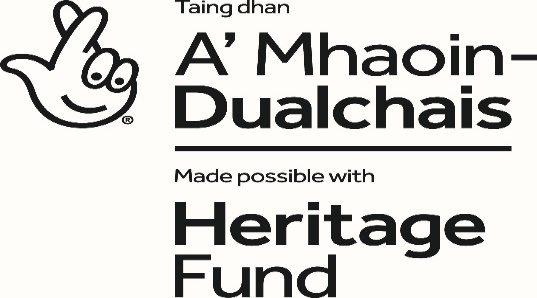 Taing dhan
A' Mhaoin-
Dualchais
Made possible with
Heritage
Fund
®